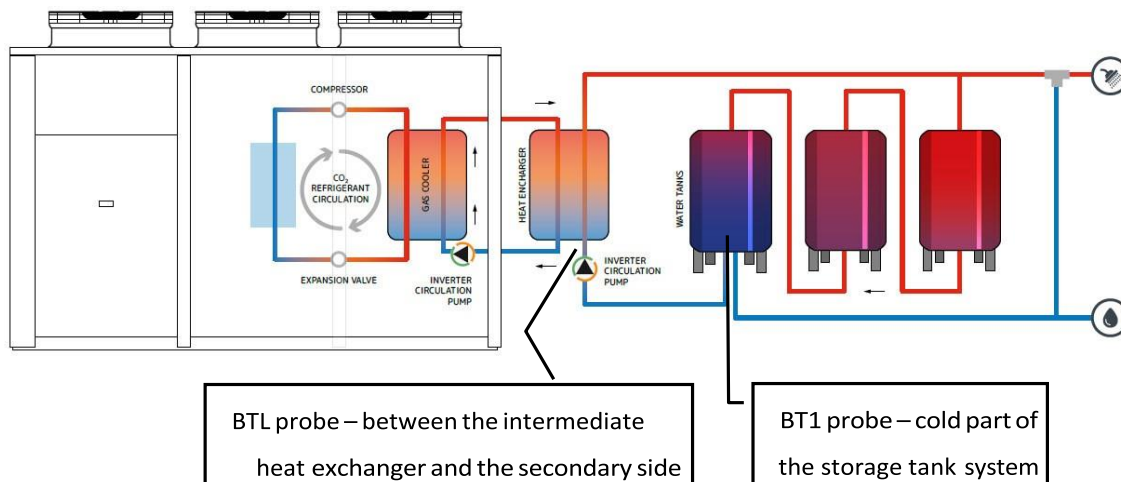 COMPRESSOR
CO2
REFRIGERANT
CIRCULATION
EXPANSION VALVE
GAS COOLER
INVERTER
CIRCULATION
PUMP
HEAT ENCHARGER
INVERTER
CIRCULATION
PUMP
WATER TANKS
BTL probe – between the intermediate
heat exchanger and the secondary side
BT1 probe – cold part of
the storage tank system